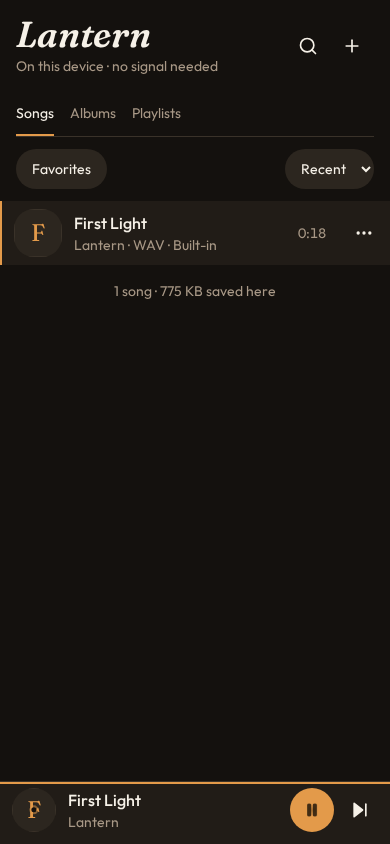 Lantern
On this device · no signal needed
Songs Albums Playlists
Favorites Recent
F First Light 0:18
Lantern · WAV · Built-in
1 song · 775 KB saved here
F First Light
Lantern